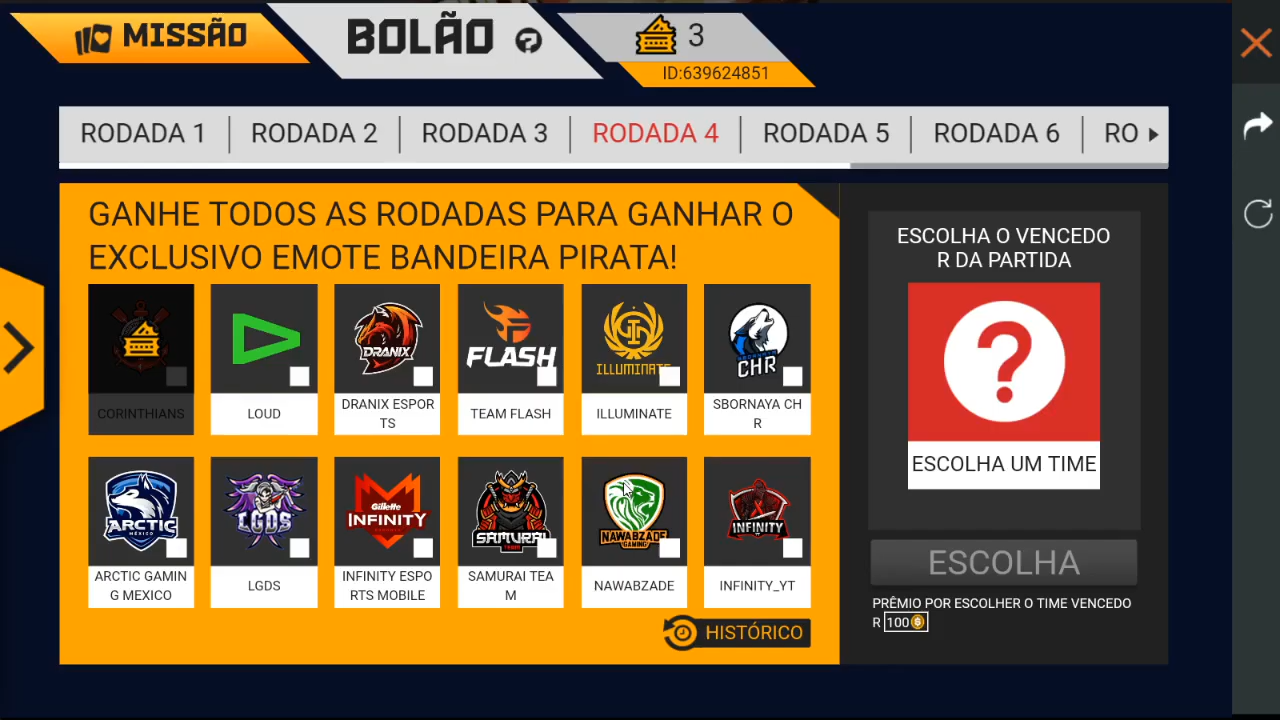 MISSÃO
BOLÃO
3
ID:639624851
RODADA 1
RODADA 2
RODADA 3
RODADA 4
RODADA 5
RODADA 6
RO
GANHE TODOS AS RODADAS PARA GANHAR O
EXCLUSIVO EMOTE BANDEIRA PIRATA!
DRANIX
FLASH
ILLUMINATE
SBORNAYA
CHR
CORINTHIANS
LOUD
DRANIX ESPOR
TS
TEAM FLASH
ILLUMINATE
SBORNAYA CH
R
ARCTIC
MÉXICO
LGDS
Gillette
INFINITY
SAMURAI
TEAM
NAWABZADE
GAMING
INFINITY
ARCTIC GAMIN
G MEXICO
LGDS
INFINITY ESPO
RTS MOBILE
SAMURAI TEA
M
NAWABZADE
INFINITY_YT
HISTÓRICO
ESCOLHA O VENCEDO
R DA PARTIDA
?
ESCOLHA UM TIME
ESCOLHA
PRÊMIO POR ESCOLHER O TIME VENCEDO
R 100